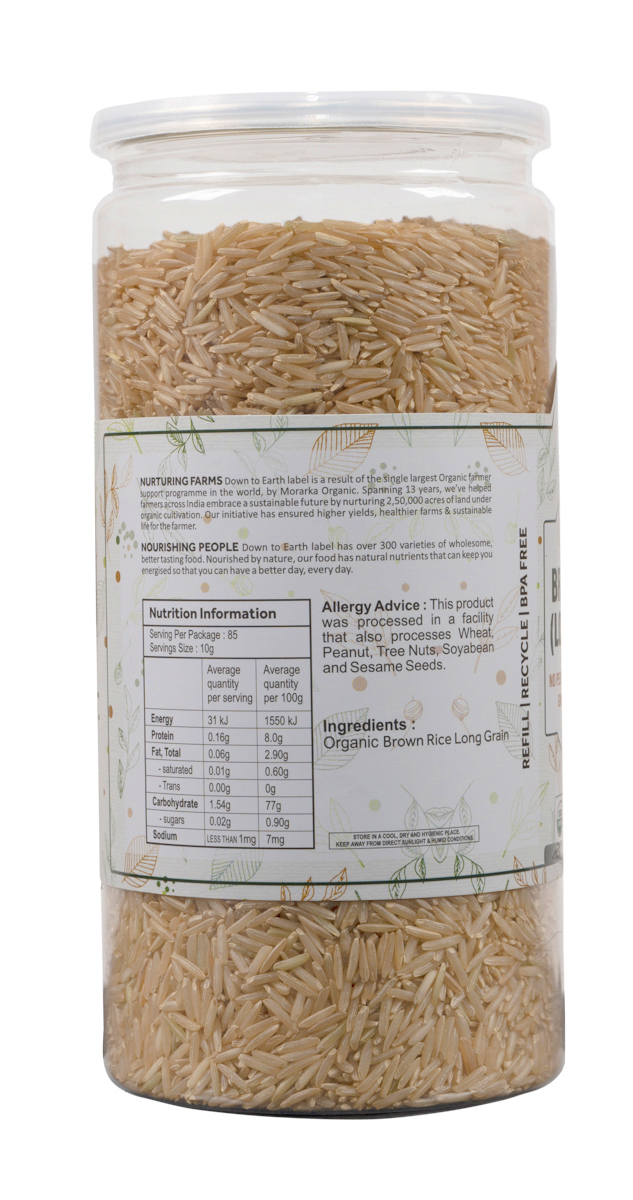 NURTURING FARMS Down to Earth label is a result of the single largest Organic farmer
support programme in the world, by Morarka Organic. Spanning 13 years, we've helped
farmers across India embrace a sustainable future by nurturing 2,50,000 acres of land under
organic cultivation. Our initiative has ensured higher yields, healthier farms & sustainable
life for the farmer.
NOURISHING PEOPLE Down to Earth label has over 300 varieties of wholesome,
better tasting food. Nourished by nature, our food has natural nutrients that can keep you
energised so that you can have a better day, every day.
Nutrition Information
Serving Per Package : 85
Servings Size : 10g
Average quantity per serving Average quantity per 100g
Energy 31 kJ 1550 kJ
Protein 0.16g 8.0g
Fat, Total 0.06g 2.90g
- saturated 0.01g 0.60g
- Trans 0.00g 0g
Carbohydrate 1.54g 77g
- sugars 0.02g 0.90g
Sodium LESS THAN 1mg 7mg
Allergy Advice : This product
was processed in a facility
that also processes Wheat,
Peanut, Tree Nuts, Soyabean
and Sesame Seeds.
Ingredients :
Organic Brown Rice Long Grain
STORE IN A COOL, DRY AND HYGIENIC PLACE.
KEEP AWAY FROM DIRECT SUNLIGHT & HUMID CONDITIONS.
REFILL | RECYCLE | BPA FREE